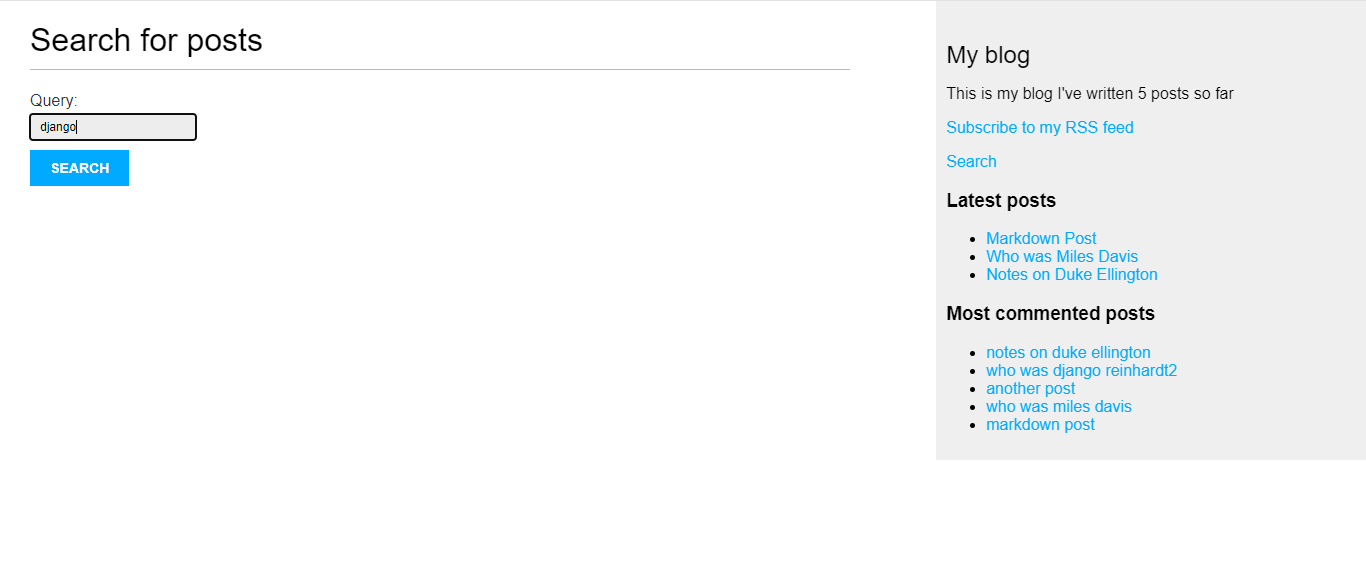 Search for posts
Query:
django
SEARCH
My blog
This is my blog I've written 5 posts so far
Subscribe to my RSS feed
Search
Latest posts
Markdown Post
Who was Miles Davis
Notes on Duke Ellington
Most commented posts
notes on duke ellington
who was django reinhardt2
another post
who was miles davis
markdown post